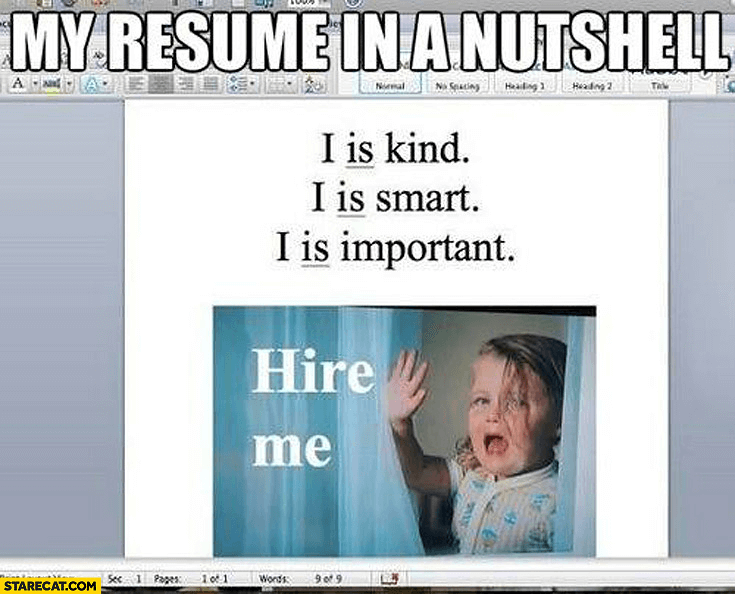 MY RESUME IN A NUTSHELL
A
Normal
No Spacing
Heading 1
Heading 2
Title
I is kind.
I is smart.
I is important.
Hire
me
Sec 1 Pages: 1 of 1 Words: 9 of 9
STARECAT.COM